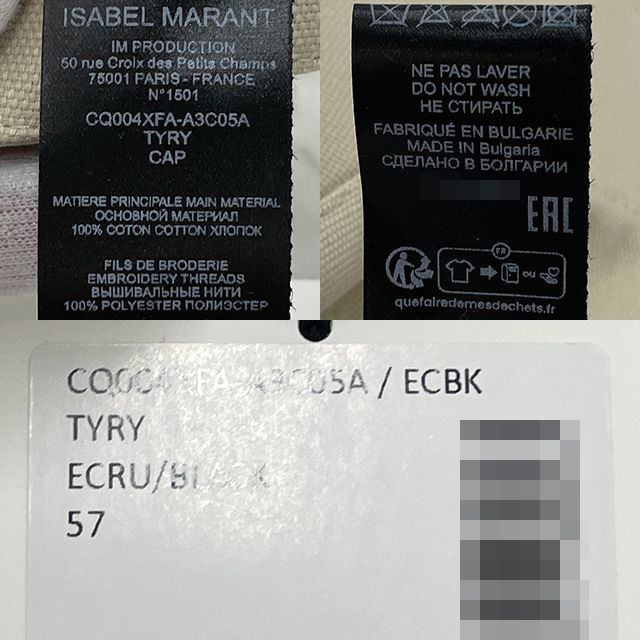 ISABEL MARANT
IM PRODUCTION
50 rue Croix des Petits Champs
75001 PARIS - FRANCE
N°1501
CQ004XFA-A3C05A
TYRY
CAP
MATIERE PRINCIPALE MAIN MATERIAL
ОСНОВНОЙ МАТЕРИАЛ
100% COTON COTTON ХЛОПОК
FILS DE BRODERIE
EMBROIDERY THREADS
ВЫШИВАЛЬНЫЕ НИТИ
100% POLYESTER ПОЛИЭСТЕР
NE PAS LAVER
DO NOT WASH
НЕ СТИРАТЬ
FABRIQUÉ EN BULGARIE
MADE IN Bulgaria
СДЕЛАНО В БОЛГАРИИ
EAC
FR
OU
quefairedemesdechets.fr
CQ004XFA-A3C05A / ECBK
TYRY
ECRU/BLACK
57